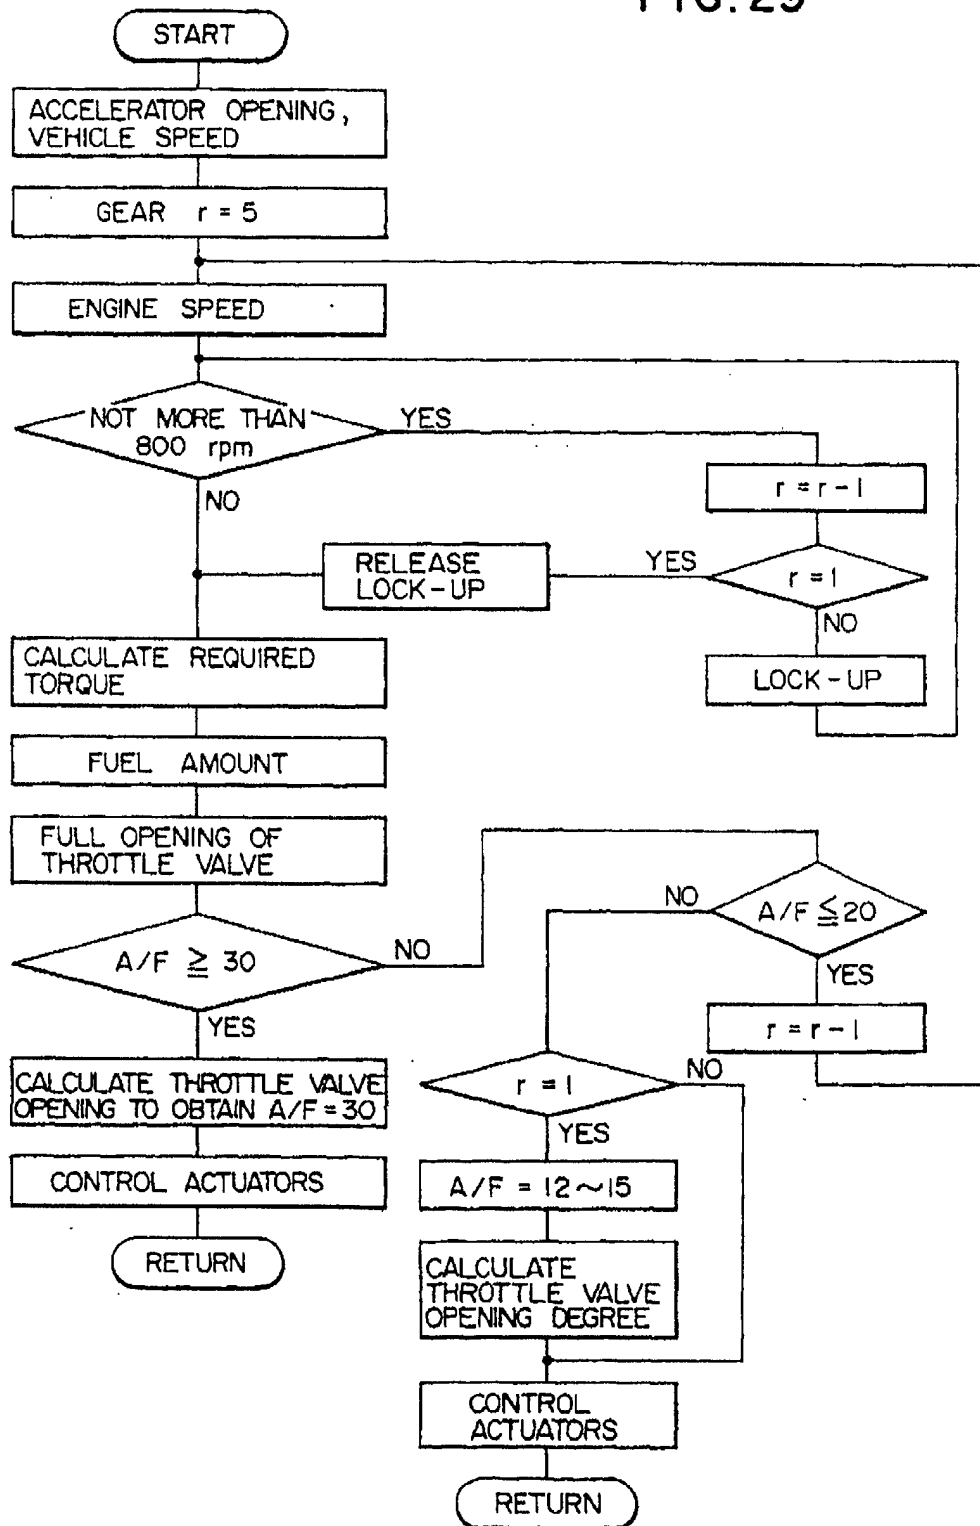 FIG. 29
START
ACCELERATOR OPENING,
VEHICLE SPEED
GEAR r = 5
ENGINE SPEED
NOT MORE THAN
800 rpm
YES
NO
r = r - 1
r = 1
YES
NO
RELEASE
LOCK-UP
LOCK-UP
CALCULATE REQUIRED
TORQUE
FUEL AMOUNT
FULL OPENING OF
THROTTLE VALVE
A/F ≧ 30
NO
YES
A/F ≦ 20
NO
YES
r = r - 1
CALCULATE THROTTLE VALVE
OPENING TO OBTAIN A/F = 30
CONTROL ACTUATORS
RETURN
r = 1
NO
YES
A/F = 12～15
CALCULATE
THROTTLE VALVE
OPENING DEGREE
CONTROL
ACTUATORS
RETURN